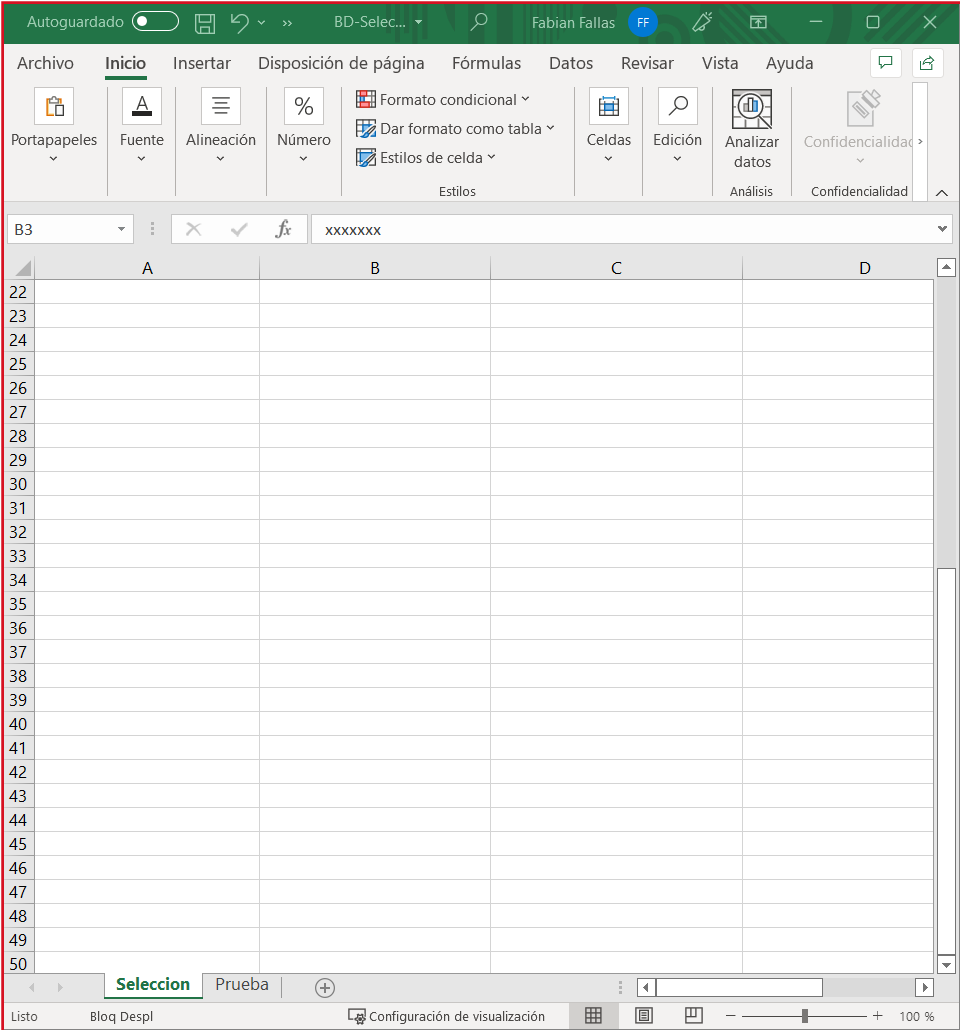 Autoguardado BD-Selec... Fabian Fallas FF
Archivo Inicio Insertar Disposición de página Fórmulas Datos Revisar Vista Ayuda
Portapapeles Fuente Alineación Número
Formato condicional
Dar formato como tabla
Estilos de celda
Estilos
Celdas Edición
Analizar
datos
Análisis
Confidencialidad
B3 fx xxxxxxx
A B C D
22
23
24
25
26
27
28
29
30
31
32
33
34
35
36
37
38
39
40
41
42
43
44
45
46
47
48
49
50
Seleccion Prueba
Listo Bloq Despl Configuración de visualización 100 %